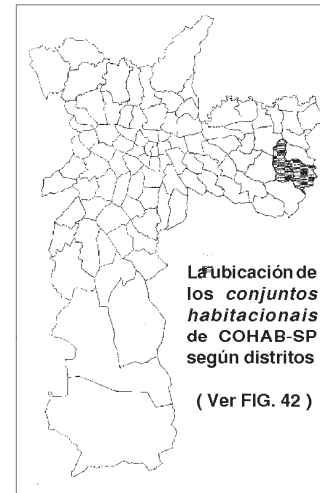 La ubicación de
los conjuntos
habitacionais
de COHAB-SP
según distritos
( Ver FIG. 42 )